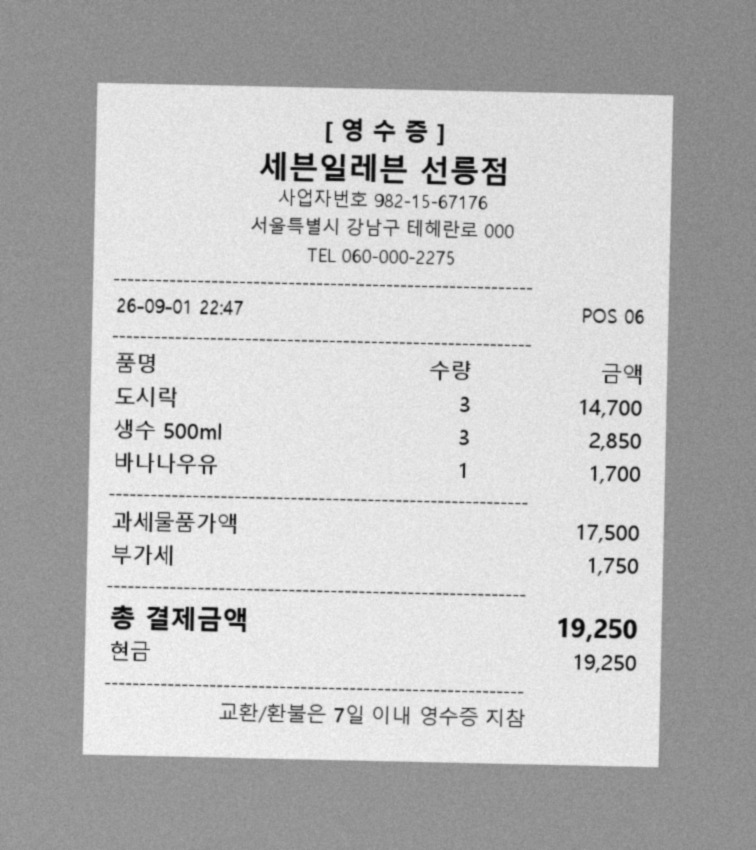 [ 영 수 증 ]
세븐일레븐 선릉점
사업자번호 982-15-67176
서울특별시 강남구 테헤란로 000
TEL 060-000-2275
26-09-01 22:47 POS 06
품명 수량 금액
도시락 3 14,700
생수 500ml 3 2,850
바나나우유 1 1,700
과세물품가액 17,500
부가세 1,750
총 결제금액 19,250
현금 19,250
교환/환불은 7일 이내 영수증 지참